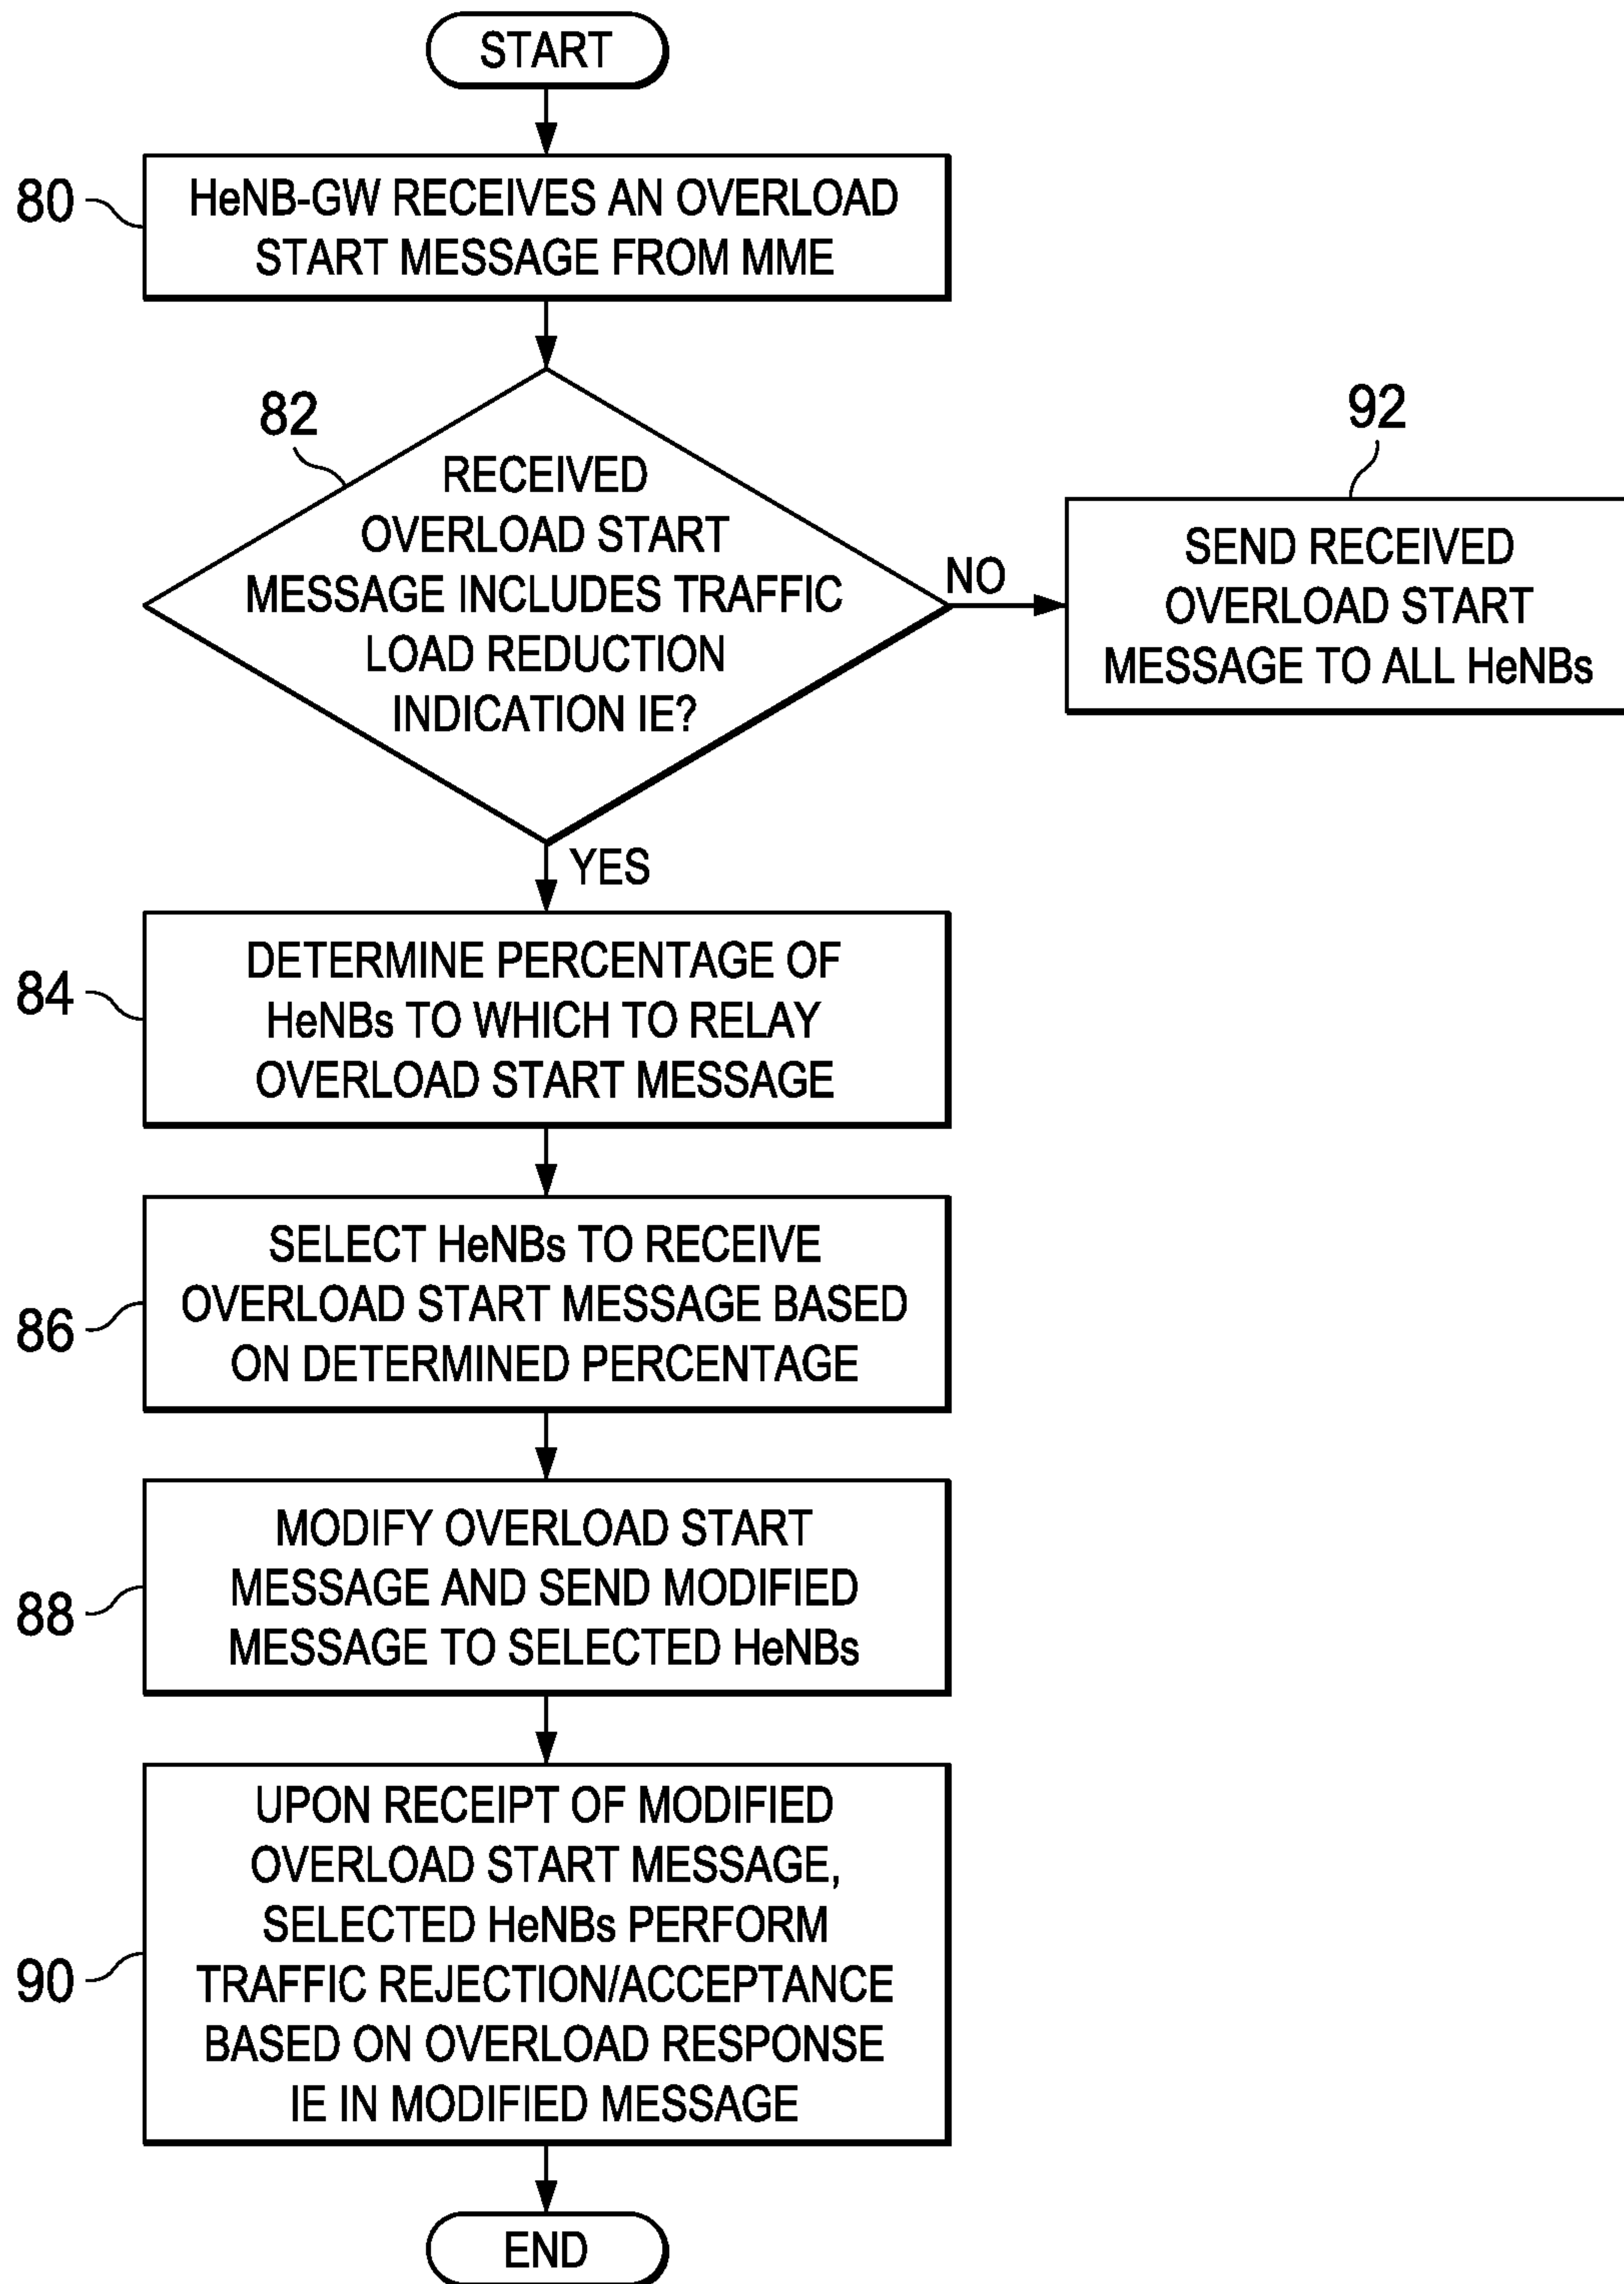 START
80
HeNB-GW RECEIVES AN OVERLOAD
START MESSAGE FROM MME
82
RECEIVED
OVERLOAD START
MESSAGE INCLUDES TRAFFIC
LOAD REDUCTION
INDICATION IE?
NO
92
SEND RECEIVED
OVERLOAD START
MESSAGE TO ALL HeNBs
YES
84
DETERMINE PERCENTAGE OF
HeNBs TO WHICH TO RELAY
OVERLOAD START MESSAGE
86
SELECT HeNBs TO RECEIVE
OVERLOAD START MESSAGE BASED
ON DETERMINED PERCENTAGE
88
MODIFY OVERLOAD START
MESSAGE AND SEND MODIFIED
MESSAGE TO SELECTED HeNBs
90
UPON RECEIPT OF MODIFIED
OVERLOAD START MESSAGE,
SELECTED HeNBs PERFORM
TRAFFIC REJECTION/ACCEPTANCE
BASED ON OVERLOAD RESPONSE
IE IN MODIFIED MESSAGE
END